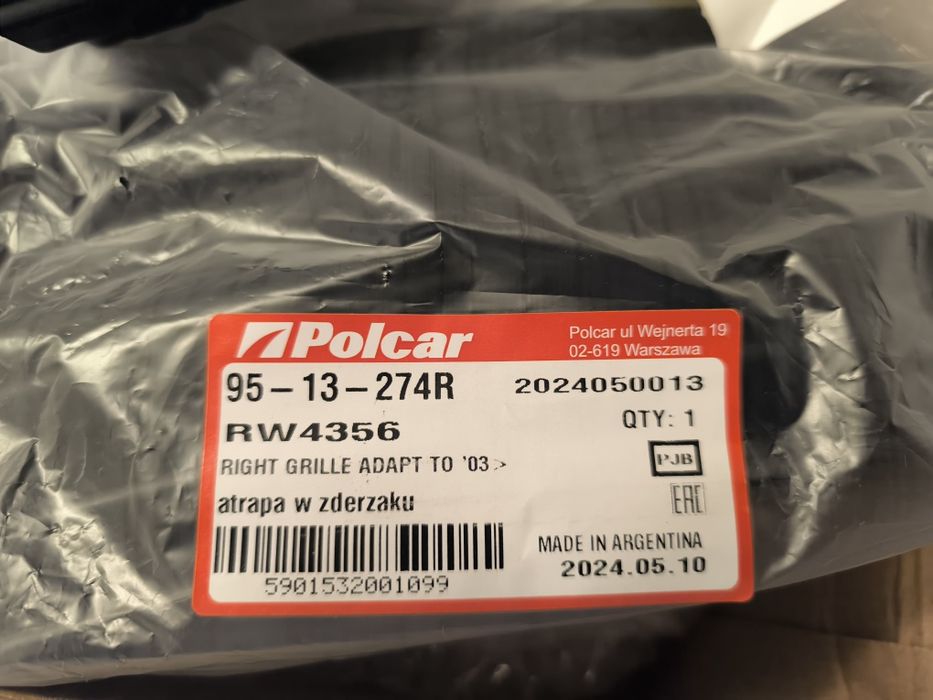 Polcar
Polcar ul Wejnerta 19
02-619 Warszawa
95-13-274R
2024050013
RW4356
QTY: 1
RIGHT GRILLE ADAPT TO '03>
PJB
atrapa w zderzaku
EAC
MADE IN ARGENTINA
2024.05.10
5901532001099